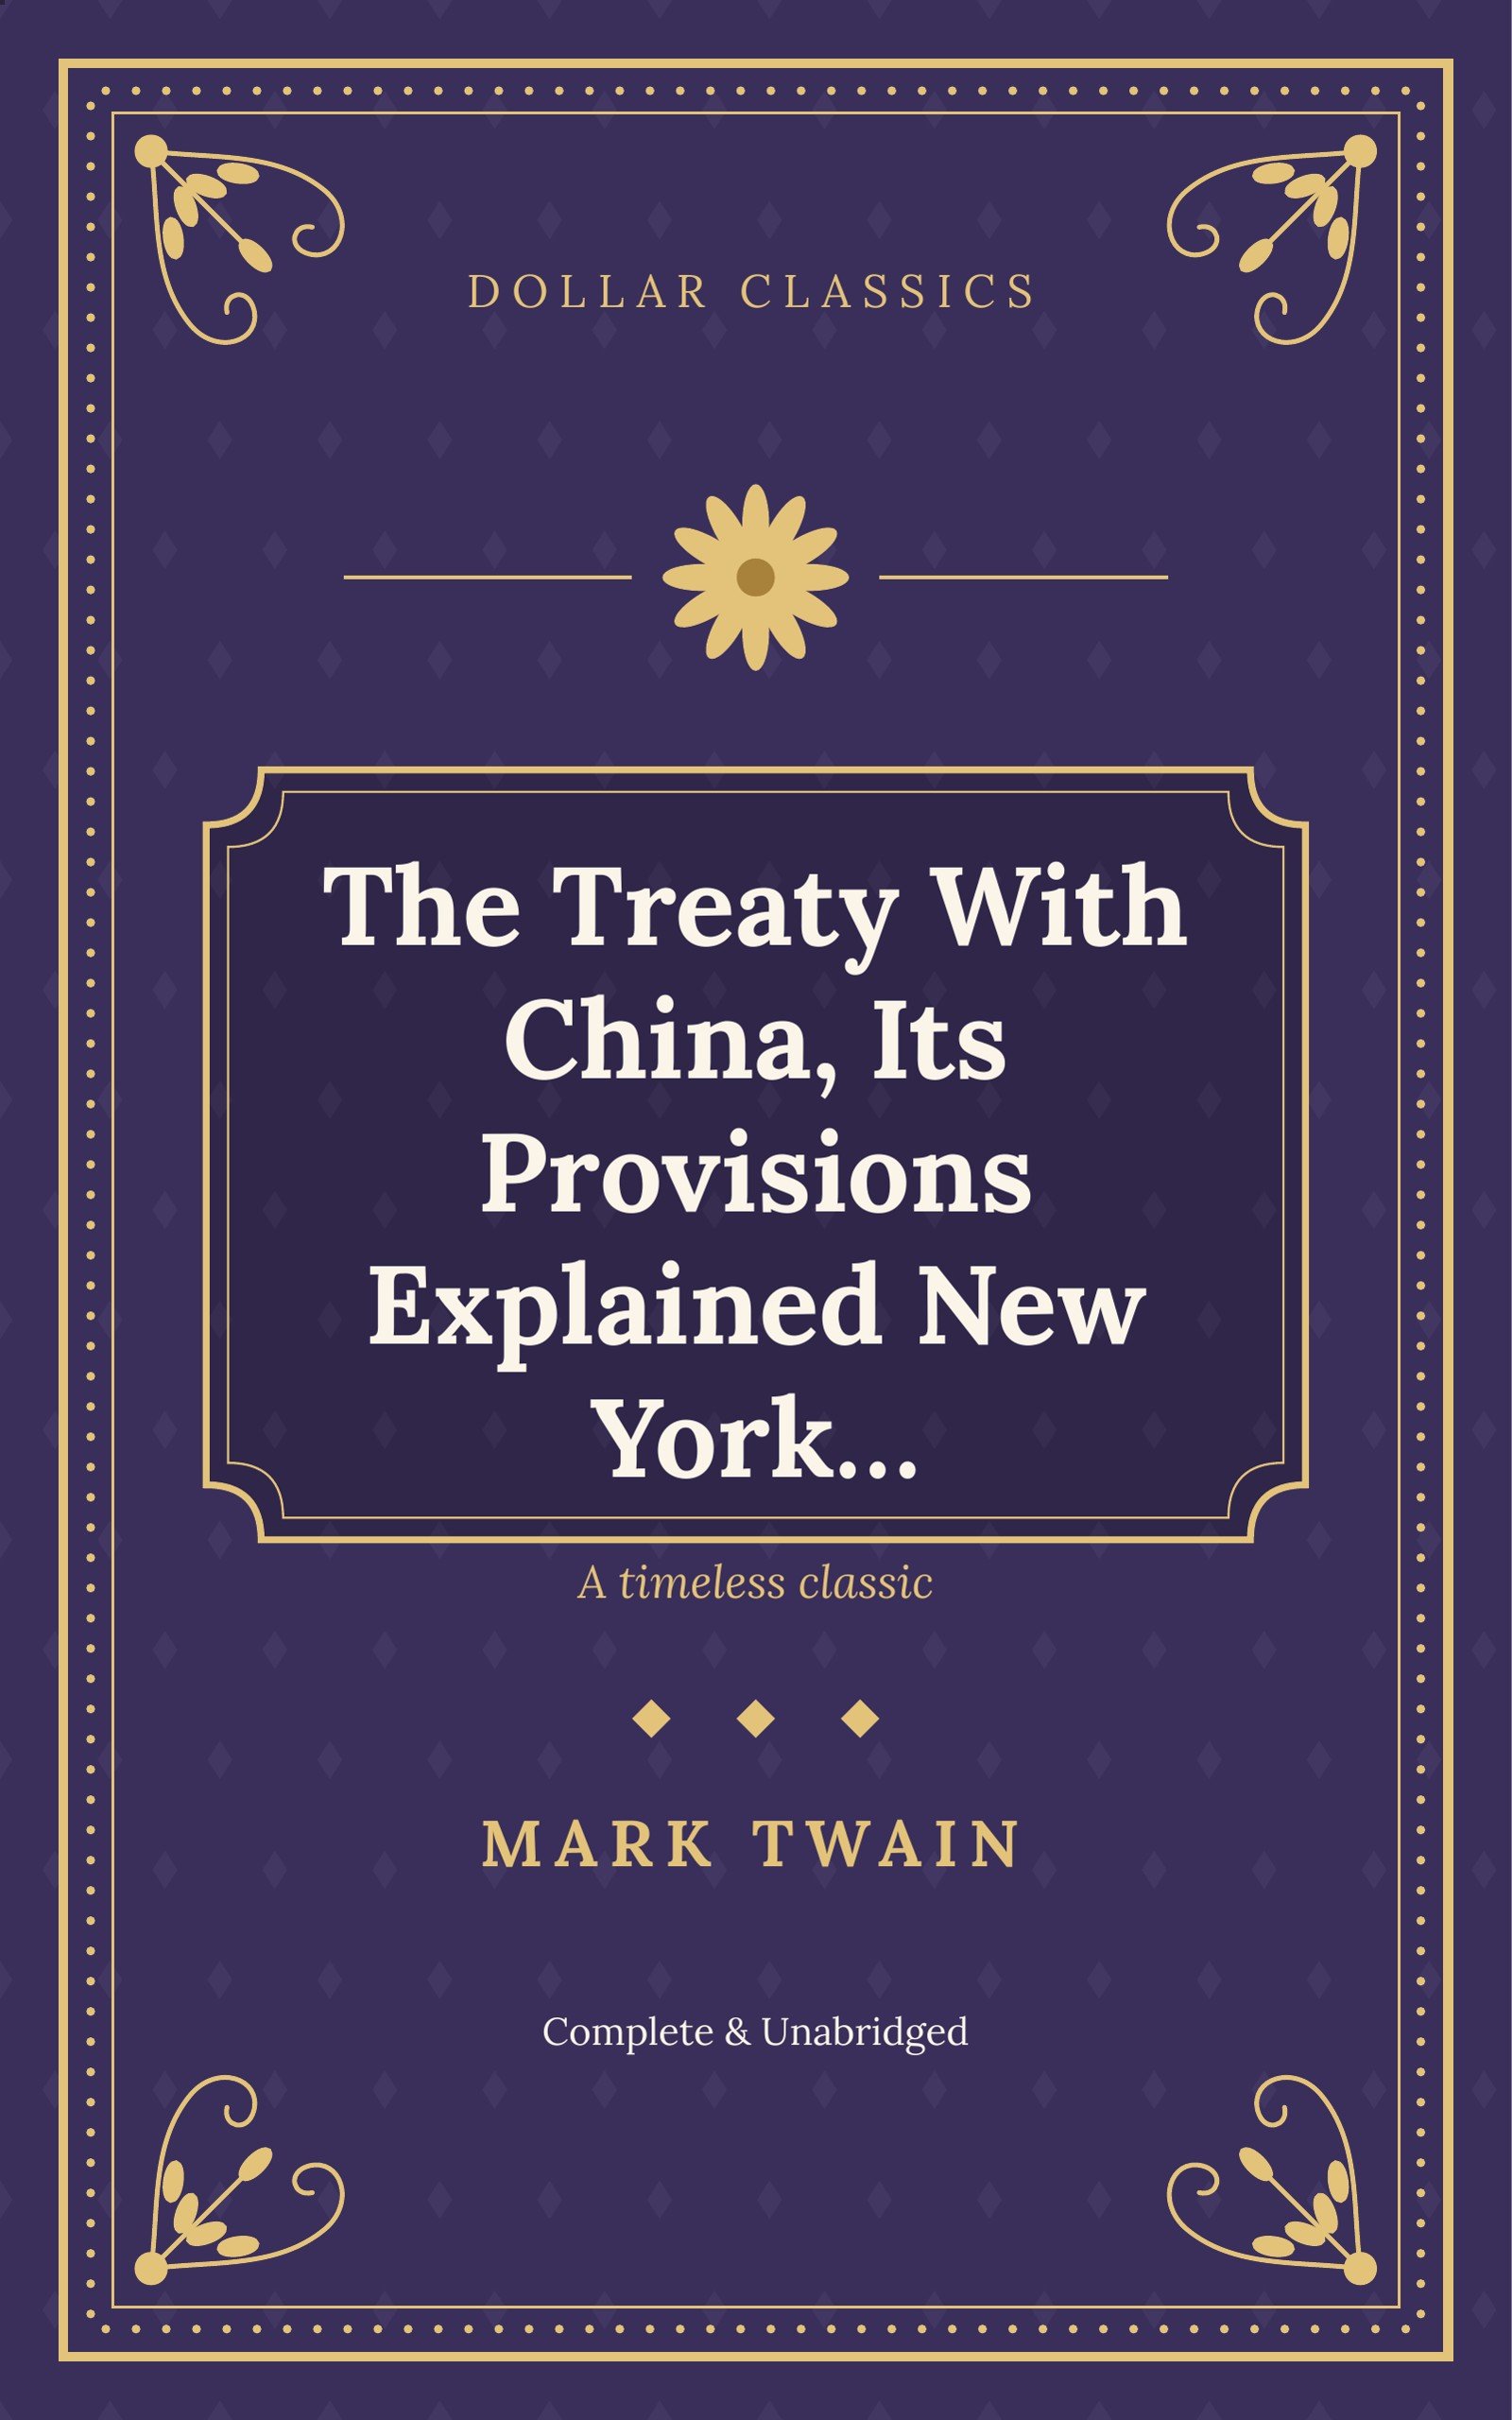 DOLLAR CLASSICS
The Treaty With
China, Its
Provisions
Explained New
York...
A timeless classic
MARK TWAIN
Complete & Unabridged